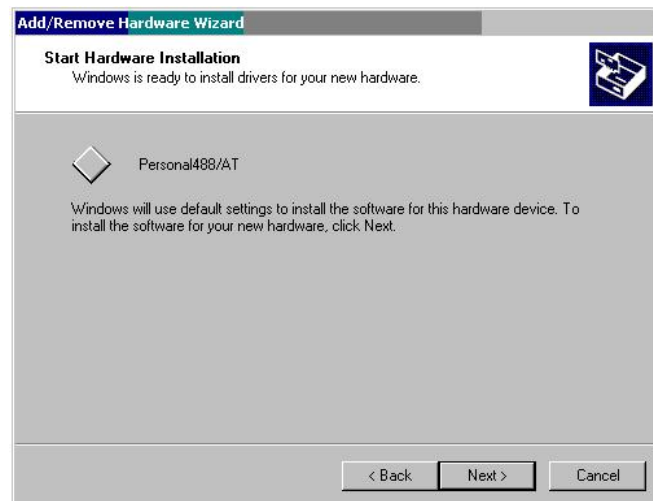 Add/Remove Hardware Wizard
Start Hardware Installation
Windows is ready to install drivers for your new hardware.
Personal488/AT
Windows will use default settings to install the software for this hardware device. To
install the software for your new hardware, click Next.
< Back Next > Cancel